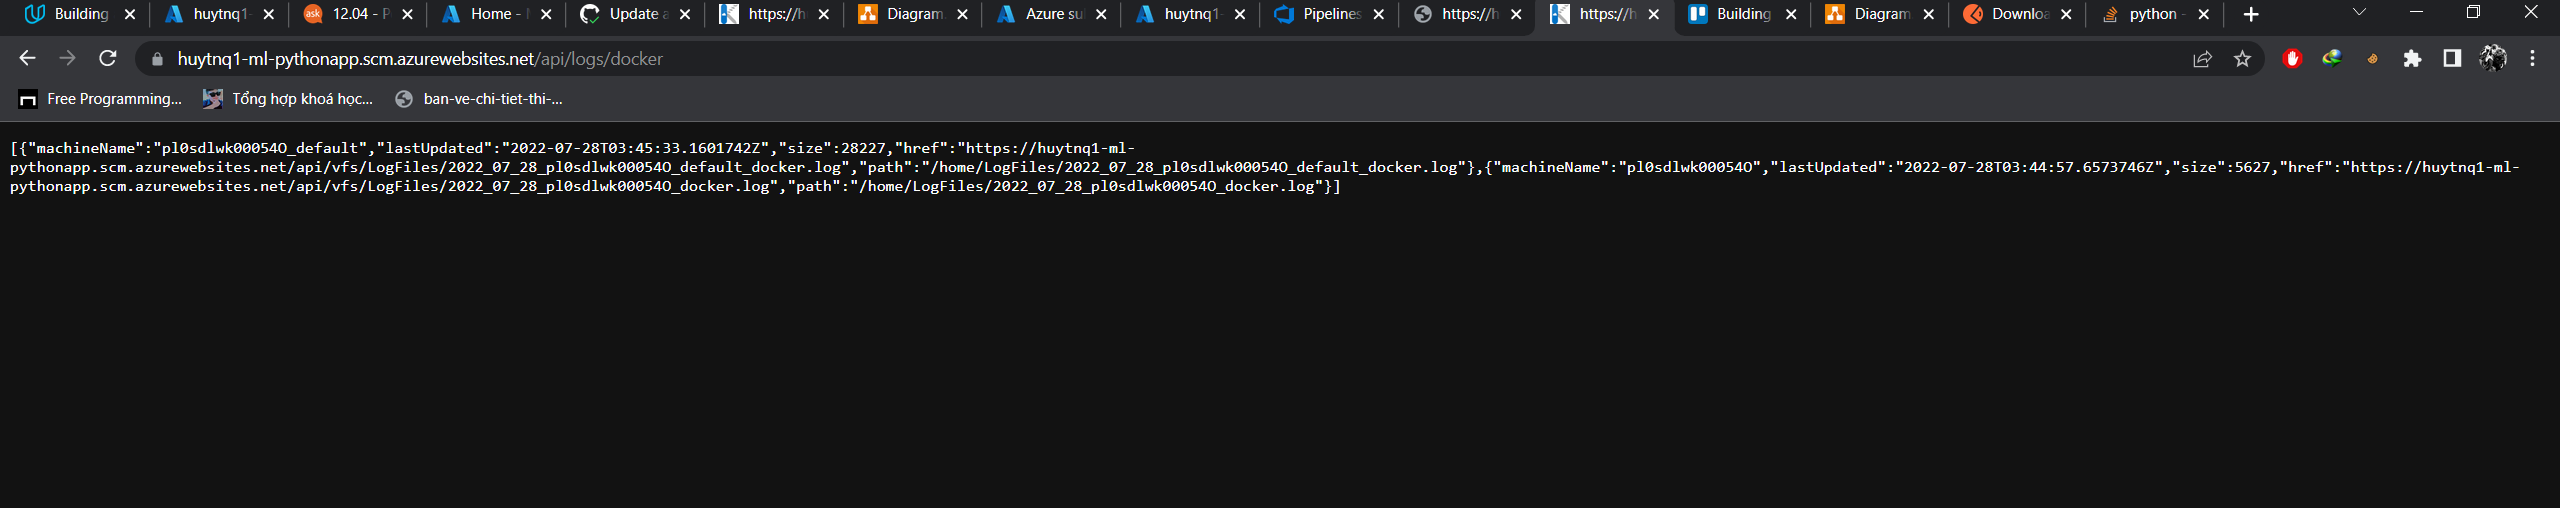 Building
huytnq1-
12.04 - P
Home -
Update a
https://h
Diagram
Azure su
huytnq1-
Pipelines
https://h
https://h
Building
Diagram
Downloa
python -
huytnq1-ml-pythonapp.scm.azurewebsites.net/api/logs/docker
Free Programming...
Tổng hợp khoá học...
ban-ve-chi-tiet-thi-...
[{"machineName":"pl0sdlwk00054O_default","lastUpdated":"2022-07-28T03:45:33.1601742Z","size":28227,"href":"https://huytnq1-ml-
pythonapp.scm.azurewebsites.net/api/vfs/LogFiles/2022_07_28_pl0sdlwk00054O_default_docker.log","path":"/home/LogFiles/2022_07_28_pl0sdlwk00054O_default_docker.log"},{"machineName":"pl0sdlwk00054O","lastUpdated":"2022-07-28T03:44:57.6573746Z","size":5627,"href":"https://huytnq1-ml-
pythonapp.scm.azurewebsites.net/api/vfs/LogFiles/2022_07_28_pl0sdlwk00054O_docker.log","path":"/home/LogFiles/2022_07_28_pl0sdlwk00054O_docker.log"}]